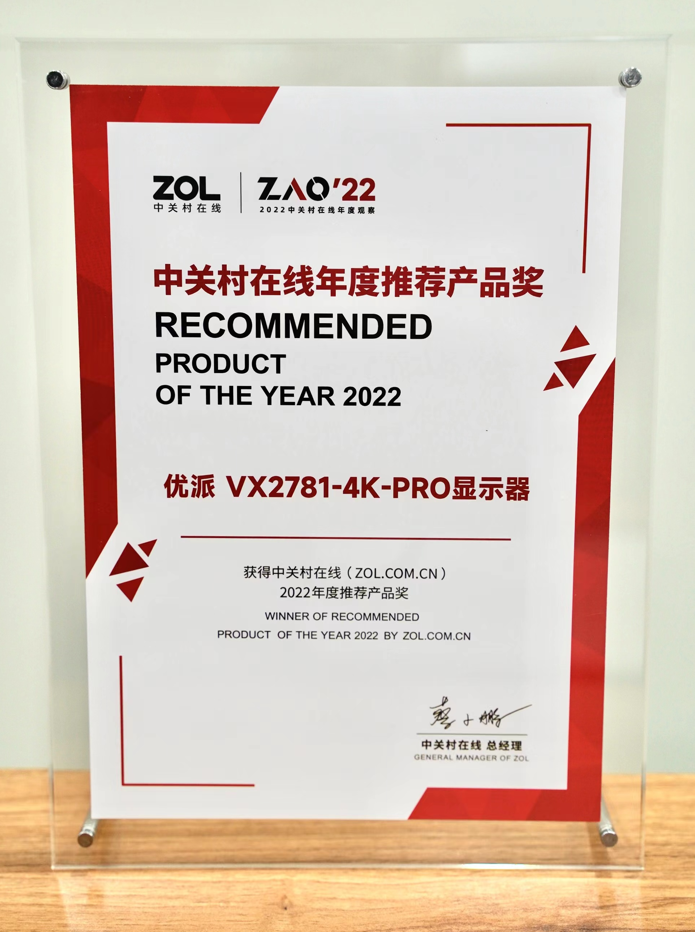 ZOL
中关村在线
ZAO'22
2022中关村在线年度观察
中关村在线年度推荐产品奖
RECOMMENDED
PRODUCT
OF THE YEAR 2022
优派 VX2781-4K-PRO显示器
获得中关村在线（ZOL.COM.CN）
2022年度推荐产品奖
WINNER OF RECOMMENDED
PRODUCT OF THE YEAR 2022 BY ZOL.COM.CN
中关村在线 总经理
GENERAL MANAGER OF ZOL